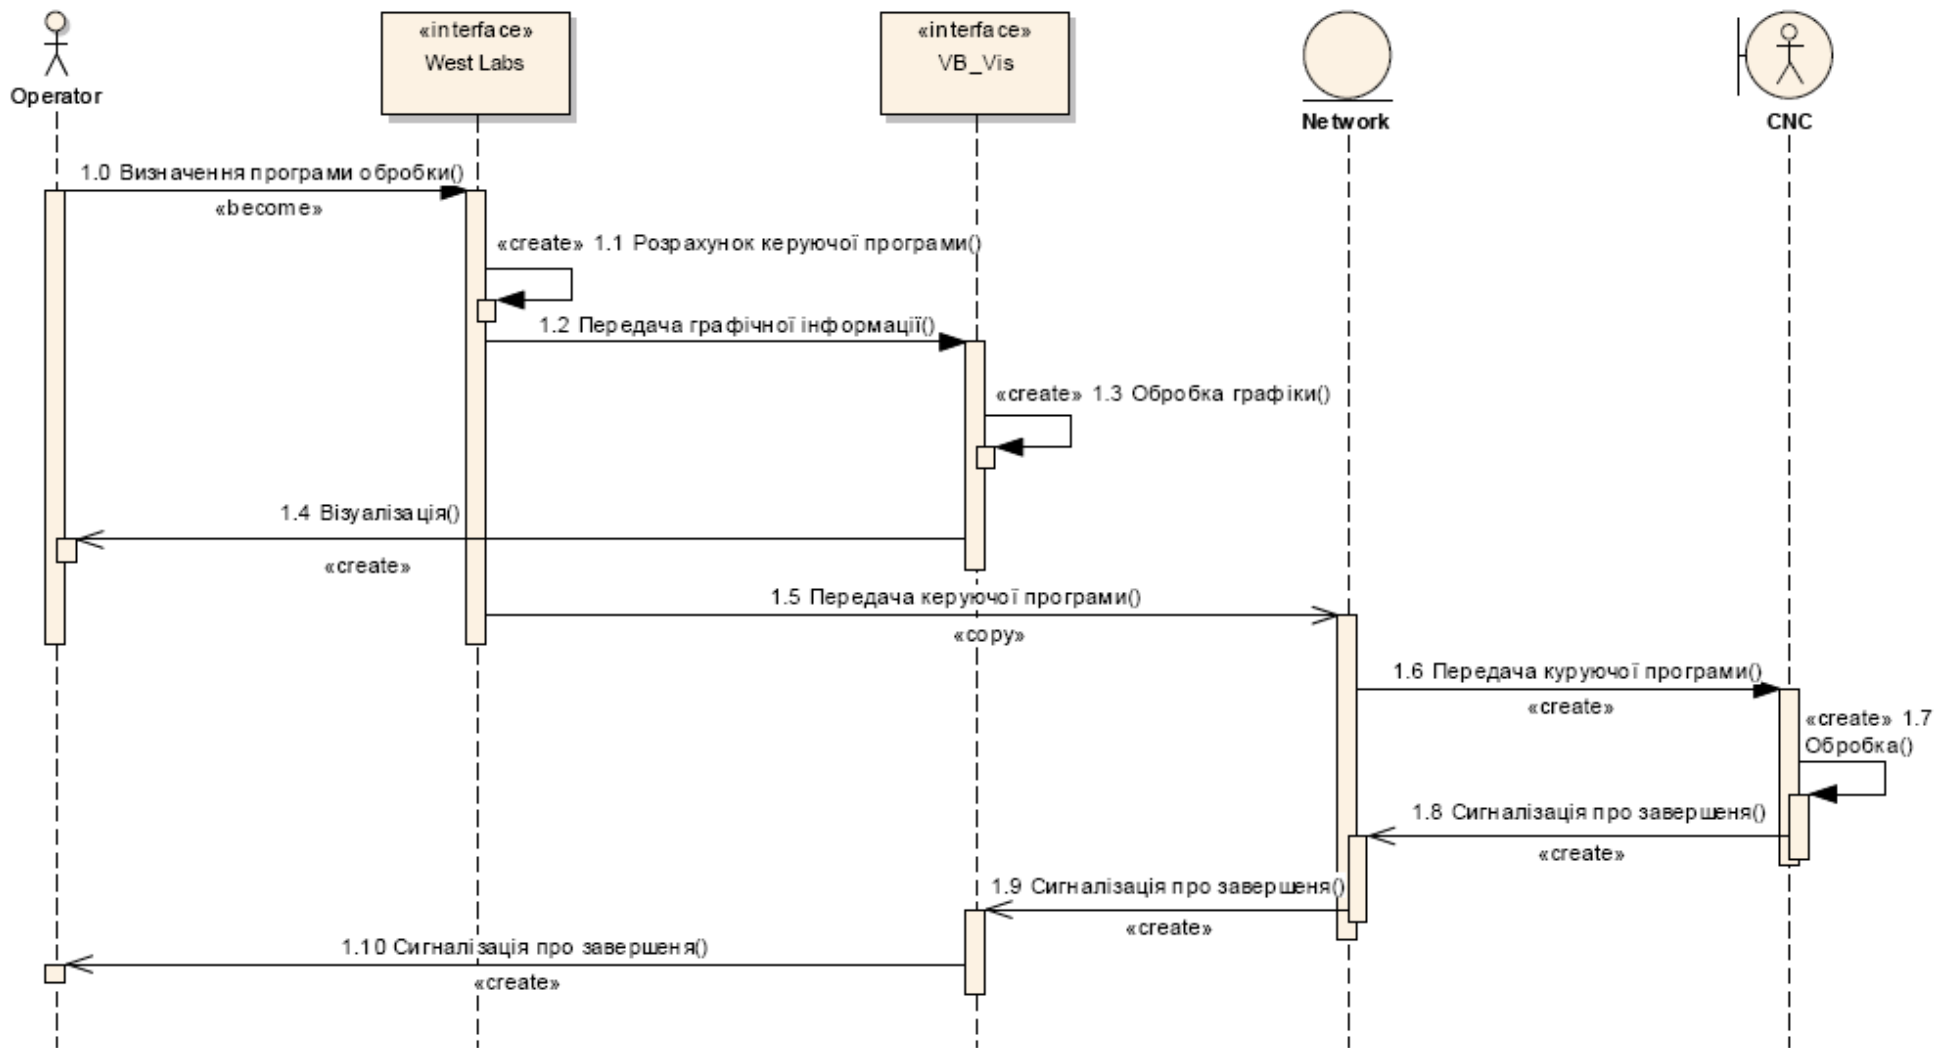 «interface»
West Labs
«interface»
VB_Vis
Operator
Network
CNC
1.0 Визначення програми обробки()
«become»
«create» 1.1 Розрахунок керуючої програми()
1.2 Передача графічної інформації()
«create» 1.3 Обробка графіки()
1.4 Візуалізація()
«create»
1.5 Передача керуючої програми()
«copy»
1.6 Передача куруючої програми()
«create»
«create» 1.7
Обробка()
1.8 Сигналізація про завершеня()
«create»
1.9 Сигналізація про завершеня()
«create»
1.10 Сигналізація про завершеня()
«create»